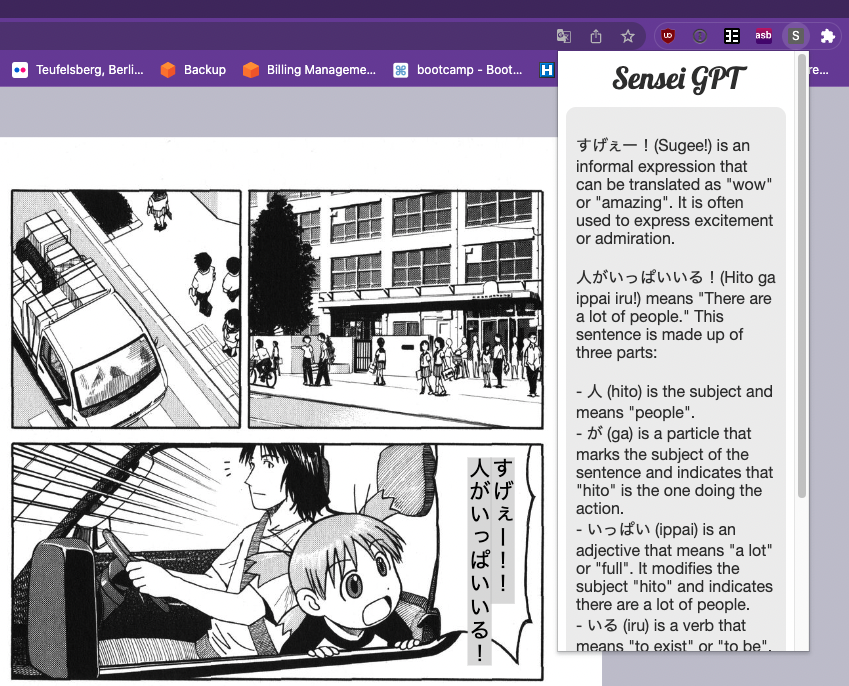 UD
asb
S
Teufelsberg, Berli...
Backup
Billing Manageme...
bootcamp - Boot...
H
re...
Sensei GPT
すげぇー！(Sugee!) is an
informal expression that
can be translated as "wow"
or "amazing". It is often
used to express excitement
or admiration.
人がいっぱいいる！(Hito ga
ippai iru!) means "There are
a lot of people." This
sentence is made up of
three parts:
- 人 (hito) is the subject and
means "people".
- が (ga) is a particle that
marks the subject of the
sentence and indicates that
"hito" is the one doing the
action.
- いっぱい (ippai) is an
adjective that means "a lot"
or "full". It modifies the
subject "hito" and indicates
there are a lot of people.
- いる (iru) is a verb that
means "to exist" or "to be".
すげぇー！！
人がいっぱいいる！